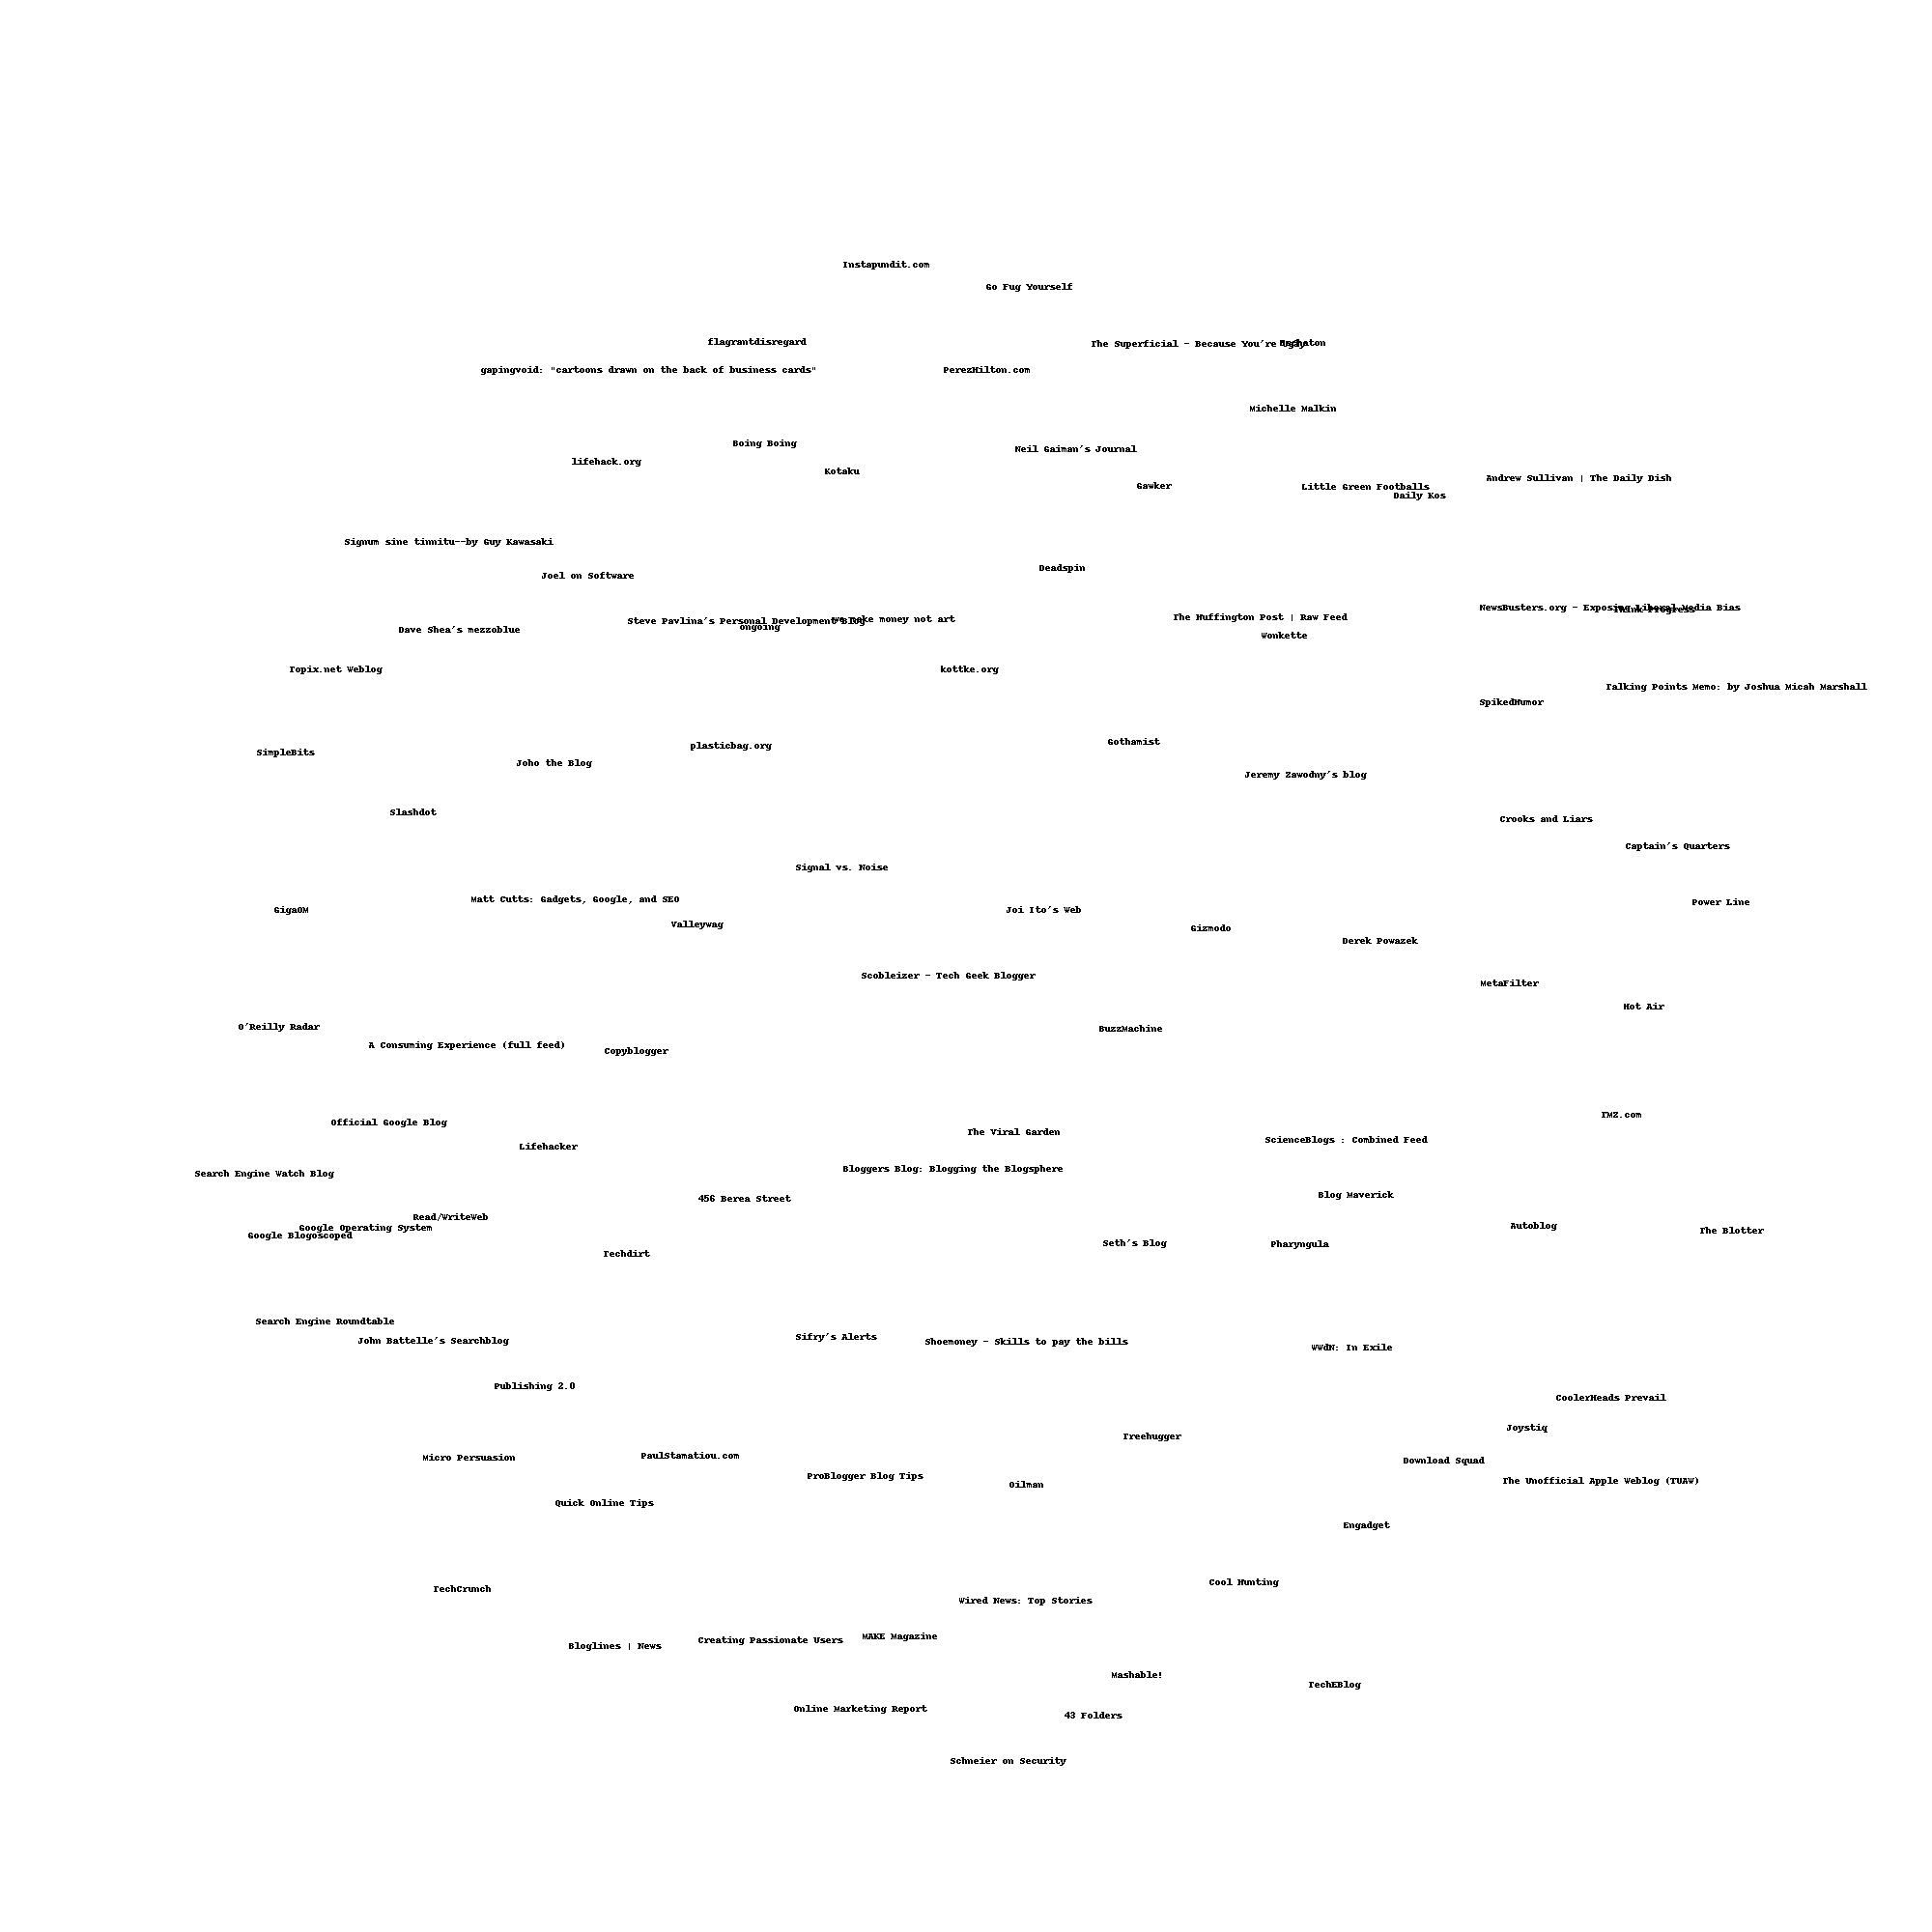 Instapundit.com
Go Fug Yourself
flagrantdisregard
The Superficial - Because You're Ugly
Eschaton
gapingvoid: "cartoons drawn on the back of business cards"
PerezHilton.com
Michelle Malkin
Boing Boing
Neil Gaiman's Journal
lifehack.org
Kotaku
Andrew Sullivan | The Daily Dish
Gawker
Little Green Footballs
Daily Kos
Signum sine tinnitu--by Guy Kawasaki
Deadspin
Joel on Software
NewsBusters.org - Exposing Liberal Media Bias
Think Progress
The Huffington Post | Raw Feed
we make money not art
Steve Pavlina's Personal Development Blog
ongoing
Dave Shea's mezzoblue
Wonkette
Topix.net Weblog
kottke.org
Talking Points Memo: by Joshua Micah Marshall
SpikedHumor
Gothamist
plasticbag.org
SimpleBits
Joho the Blog
Jeremy Zawodny's blog
Slashdot
Crooks and Liars
Captain's Quarters
Signal vs. Noise
Matt Cutts: Gadgets, Google, and SEO
Power Line
GigaOM
Joi Ito's Web
Valleywag
Gizmodo
Derek Powazek
Scobleizer - Tech Geek Blogger
MetaFilter
Hot Air
O'Reilly Radar
BuzzMachine
A Consuming Experience (full feed)
Copyblogger
TMZ.com
Official Google Blog
The Viral Garden
ScienceBlogs : Combined Feed
Lifehacker
Bloggers Blog: Blogging the Blogsphere
Search Engine Watch Blog
Blog Maverick
456 Berea Street
Read/WriteWeb
Autoblog
Google Operating System
The Blotter
Google Blogoscoped
Seth's Blog
Pharyngula
Techdirt
Search Engine Roundtable
Sifry's Alerts
John Battelle's Searchblog
Shoemoney - Skills to pay the bills
WWdN: In Exile
Publishing 2.0
CoolerHeads Prevail
Joystiq
Treehugger
PaulStamatiou.com
Micro Persuasion
Download Squad
ProBlogger Blog Tips
The Unofficial Apple Weblog (TUAW)
Oilman
Quick Online Tips
Engadget
Cool Hunting
TechCrunch
Wired News: Top Stories
MAKE Magazine
Creating Passionate Users
Bloglines | News
Mashable!
TechEBlog
Online Marketing Report
43 Folders
Schneier on Security